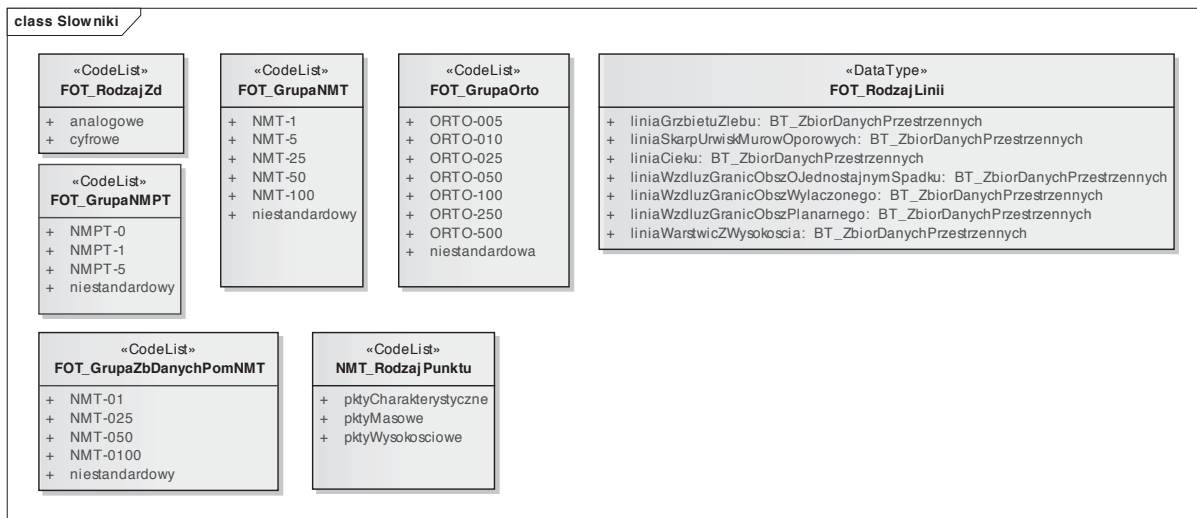 class Slowniki
«CodeList»
FOT_RodzajZd
+ analogowe
+ cyfrowe
«CodeList»
FOT_GrupaNMT
+ NMT-1
+ NMT-5
+ NMT-25
+ NMT-50
+ NMT-100
+ niestandardowy
«CodeList»
FOT_GrupaOrto
+ ORTO-005
+ ORTO-010
+ ORTO-025
+ ORTO-050
+ ORTO-100
+ ORTO-250
+ ORTO-500
+ niestandardowa
«DataType»
FOT_RodzajLinii
+ liniaGrzbietuZlebu: BT_ZbiorDanychPrzestrzennych
+ liniaSkarpUrwiskMurowOporowych: BT_ZbiorDanychPrzestrzennych
+ liniaCieku: BT_ZbiorDanychPrzestrzennych
+ liniaWzdluzGranicObszOJednostajnymSpadku: BT_ZbiorDanychPrzestrzennych
+ liniaWzdluzGranicObszWylaczonego: BT_ZbiorDanychPrzestrzennych
+ liniaWzdluzGranicObszPlanarnego: BT_ZbiorDanychPrzestrzennych
+ liniaWarstwicZWysokoscia: BT_ZbiorDanychPrzestrzennych
«CodeList»
FOT_GrupaNMPT
+ NMPT-0
+ NMPT-1
+ NMPT-5
+ niestandardowy
«CodeList»
FOT_GrupaZbDanychPomNMT
+ NMT-01
+ NMT-025
+ NMT-050
+ NMT-0100
+ niestandardowy
«CodeList»
NMT_RodzajPunktu
+ pktyCharakterystyczne
+ pktyMasowe
+ pktyWysokosciowe